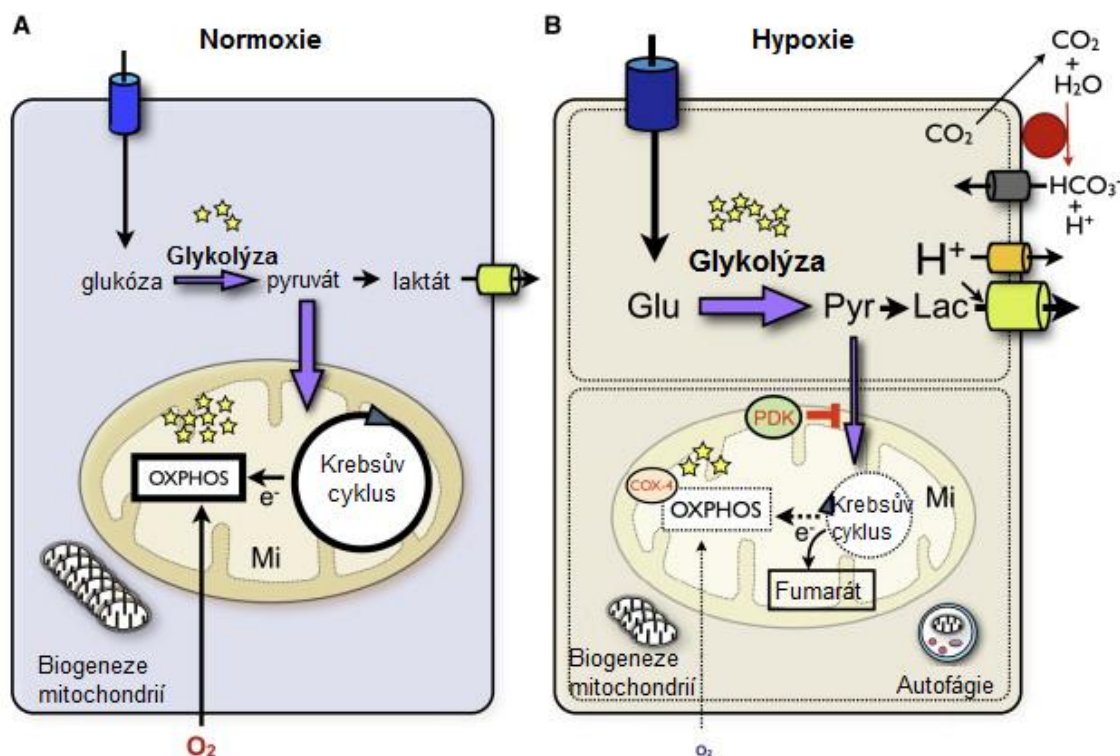 A
Normoxie
Glykolýza
glukóza
pyruvát
laktát
OXPHOS
e-
Krebsův
cyklus
Mi
Biogeneze
mitochondrií
O2
B
Hypoxie
CO2
+
H2O
CO2
HCO3-
+
H+
Glykolýza
H+
Glu
Pyr
Lac
PDK
COX-4
OXPHOS
e-
Krebsův
cyklus
Mi
Fumarát
Biogeneze
mitochondrií
Autofágie
O2